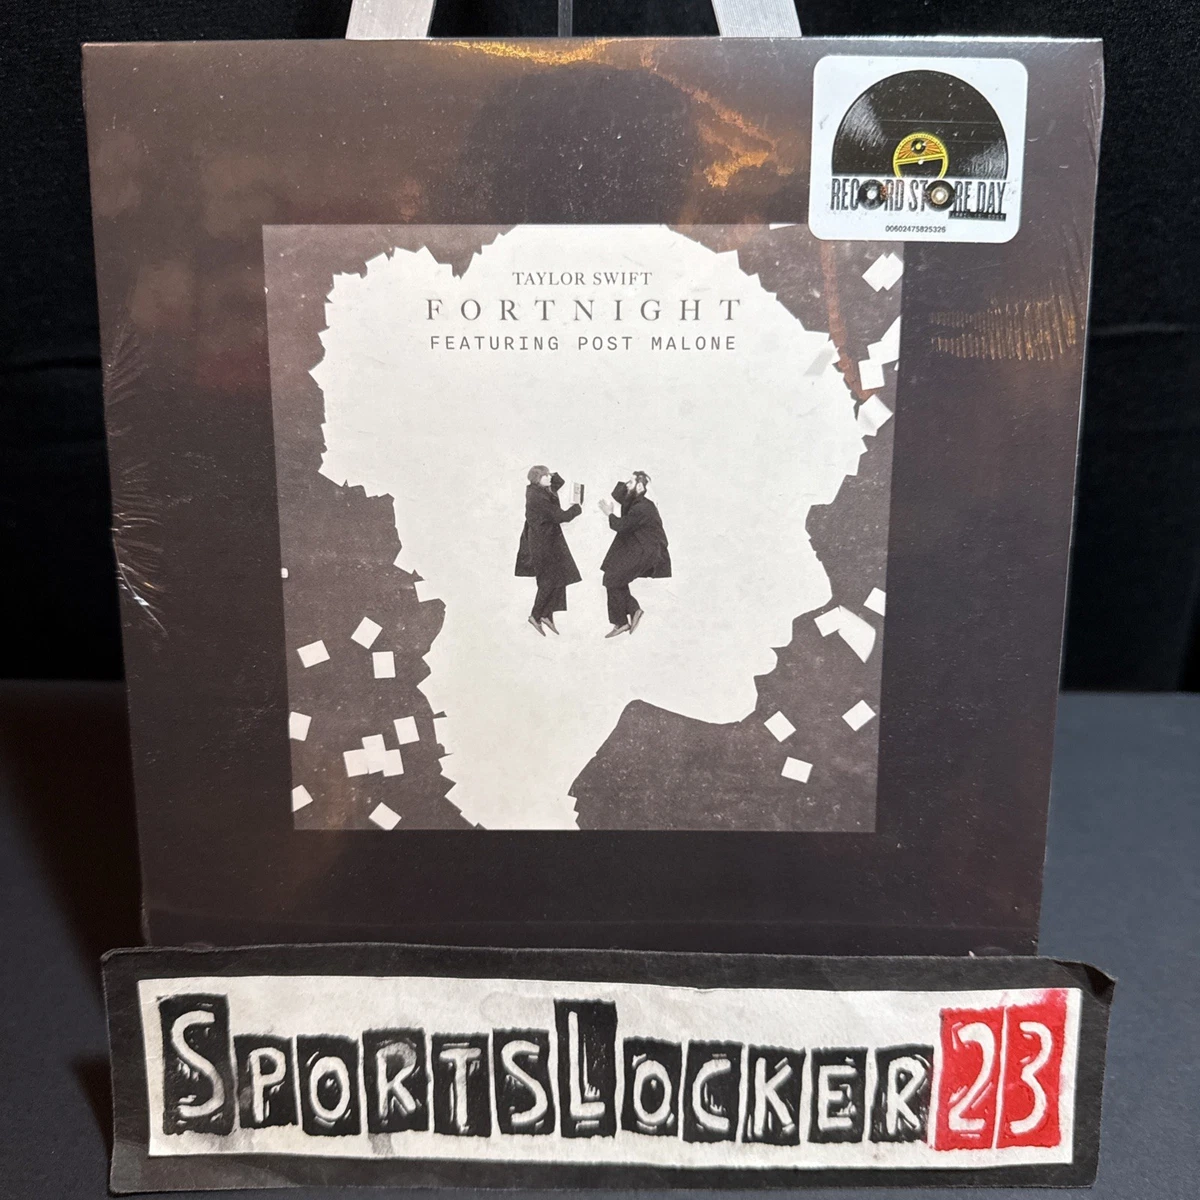 RECORD STORE DAY
00602475825326
TAYLOR SWIFT
FORTNIGHT
FEATURING POST MALONE
SPORTSLOCKER23